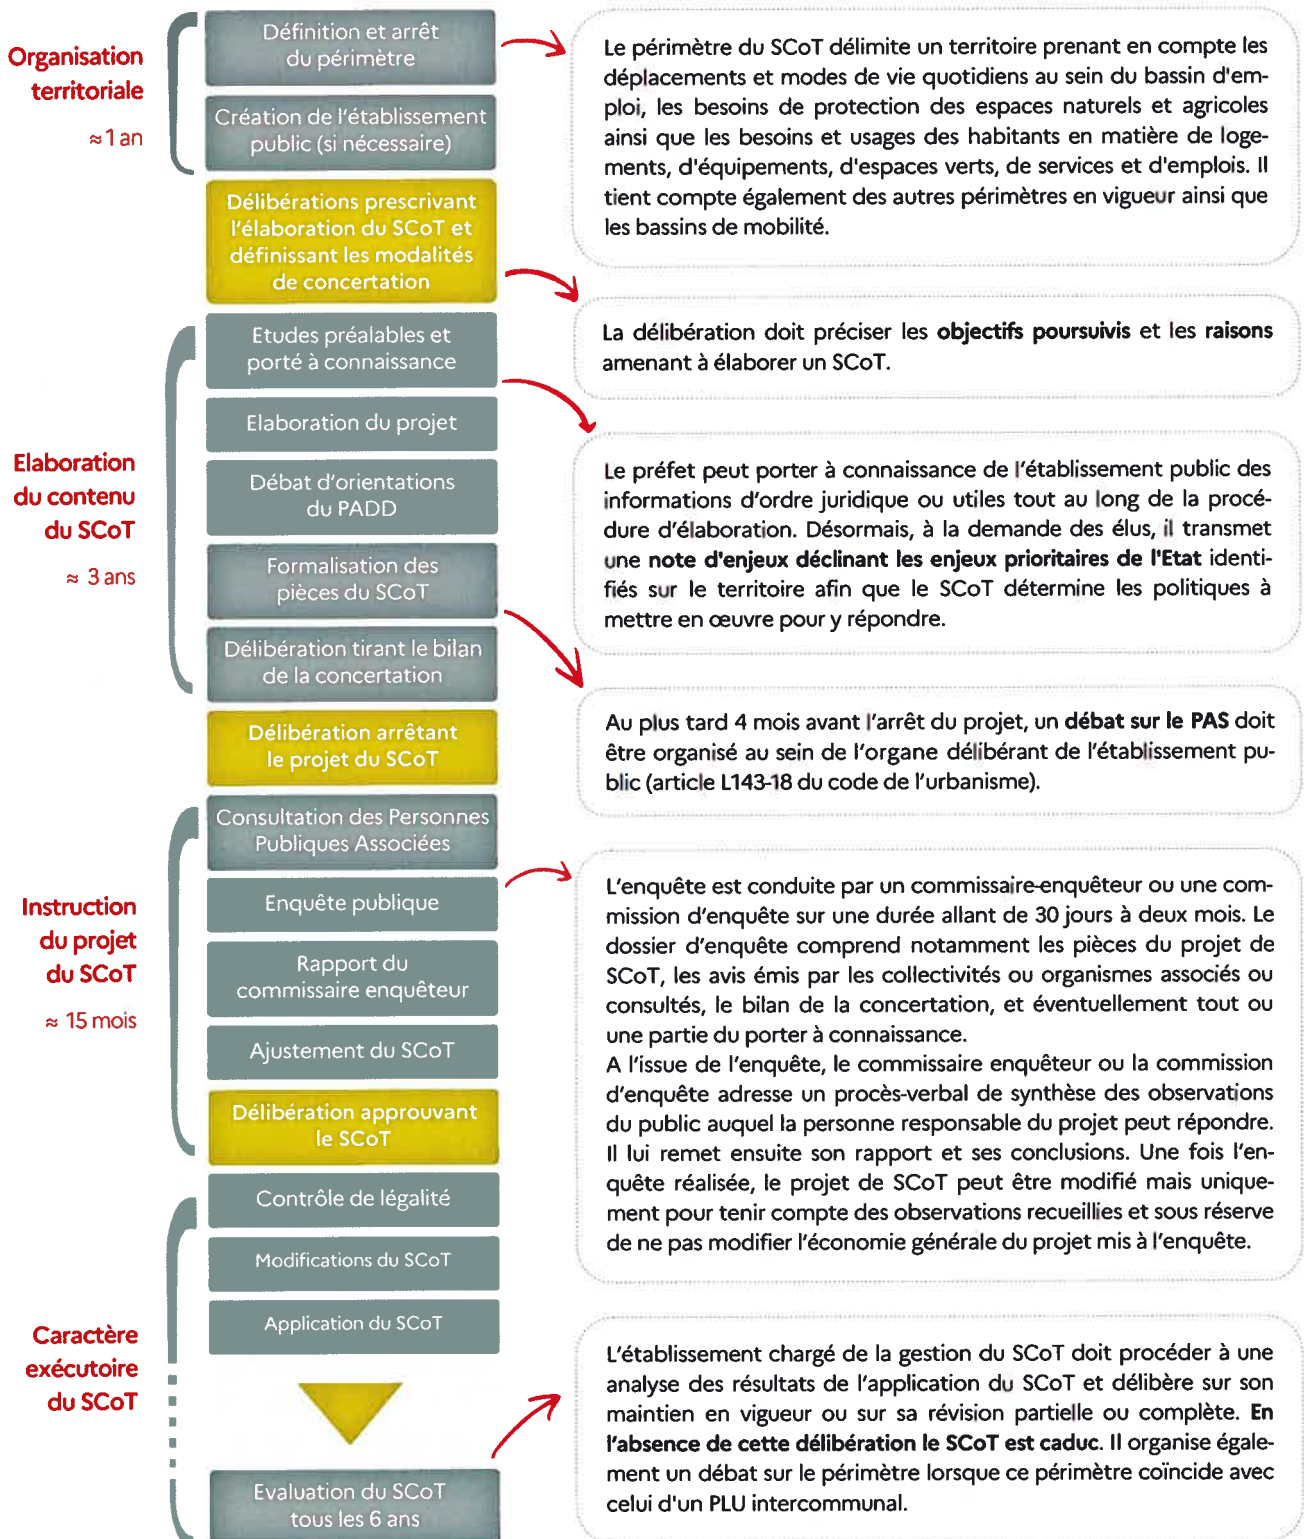 Organisation
territoriale
≈ 1 an
Définition et arrêt
du périmètre
Création de l'établissement
public (si nécessaire)
Le périmètre du SCoT délimite un territoire prenant en compte les
déplacements et modes de vie quotidiens au sein du bassin d'em-
ploi, les besoins de protection des espaces naturels et agricoles
ainsi que les besoins et usages des habitants en matière de loge-
ments, d'équipements, d'espaces verts, de services et d'emplois. Il
tient compte également des autres périmètres en vigueur ainsi que
les bassins de mobilité.
Délibérations prescrivant
l'élaboration du SCoT et
définissant les modalités
de concertation
La délibération doit préciser les objectifs poursuivis et les raisons
amenant à élaborer un SCoT.
Elaboration
du contenu
du SCoT
≈ 3 ans
Etudes préalables et
porté à connaissance
Elaboration du projet
Débat d'orientations
du PADD
Formalisation des
pièces du SCoT
Délibération tirant le bilan
de la concertation
Le préfet peut porter à connaissance de l'établissement public des
informations d'ordre juridique ou utiles tout au long de la procé-
dure d'élaboration. Désormais, à la demande des élus, il transmet
une note d'enjeux déclinant les enjeux prioritaires de l'Etat identi-
fiés sur le territoire afin que le SCoT détermine les politiques à
mettre en œuvre pour y répondre.
Délibération arrêtant
le projet du SCoT
Au plus tard 4 mois avant l'arrêt du projet, un débat sur le PAS doit
être organisé au sein de l'organe délibérant de l'établissement pu-
blic (article L143-18 du code de l'urbanisme).
Instruction
du projet
du SCoT
≈ 15 mois
Consultation des Personnes
Publiques Associées
Enquête publique
Rapport du
commissaire enquêteur
Ajustement du SCoT
Délibération approuvant
le SCoT
L'enquête est conduite par un commissaire-enquêteur ou une com-
mission d'enquête sur une durée allant de 30 jours à deux mois. Le
dossier d'enquête comprend notamment les pièces du projet de
SCoT, les avis émis par les collectivités ou organismes associés ou
consultés, le bilan de la concertation, et éventuellement tout ou
une partie du porter à connaissance.
A l'issue de l'enquête, le commissaire enquêteur ou la commission
d'enquête adresse un procès-verbal de synthèse des observations
du public auquel la personne responsable du projet peut répondre.
Il lui remet ensuite son rapport et ses conclusions. Une fois l'en-
quête réalisée, le projet de SCoT peut être modifié mais unique-
ment pour tenir compte des observations recueillies et sous réserve
de ne pas modifier l'économie générale du projet mis à l'enquête.
Caractère
exécutoire
du SCoT
Contrôle de légalité
Modifications du SCoT
Application du SCoT
Evaluation du SCoT
tous les 6 ans
L'établissement chargé de la gestion du SCoT doit procéder à une
analyse des résultats de l'application du SCoT et délibère sur son
maintien en vigueur ou sur sa révision partielle ou complète. En
l'absence de cette délibération le SCoT est caduc. Il organise égale-
ment un débat sur le périmètre lorsque ce périmètre coïncide avec
celui d'un PLU intercommunal.